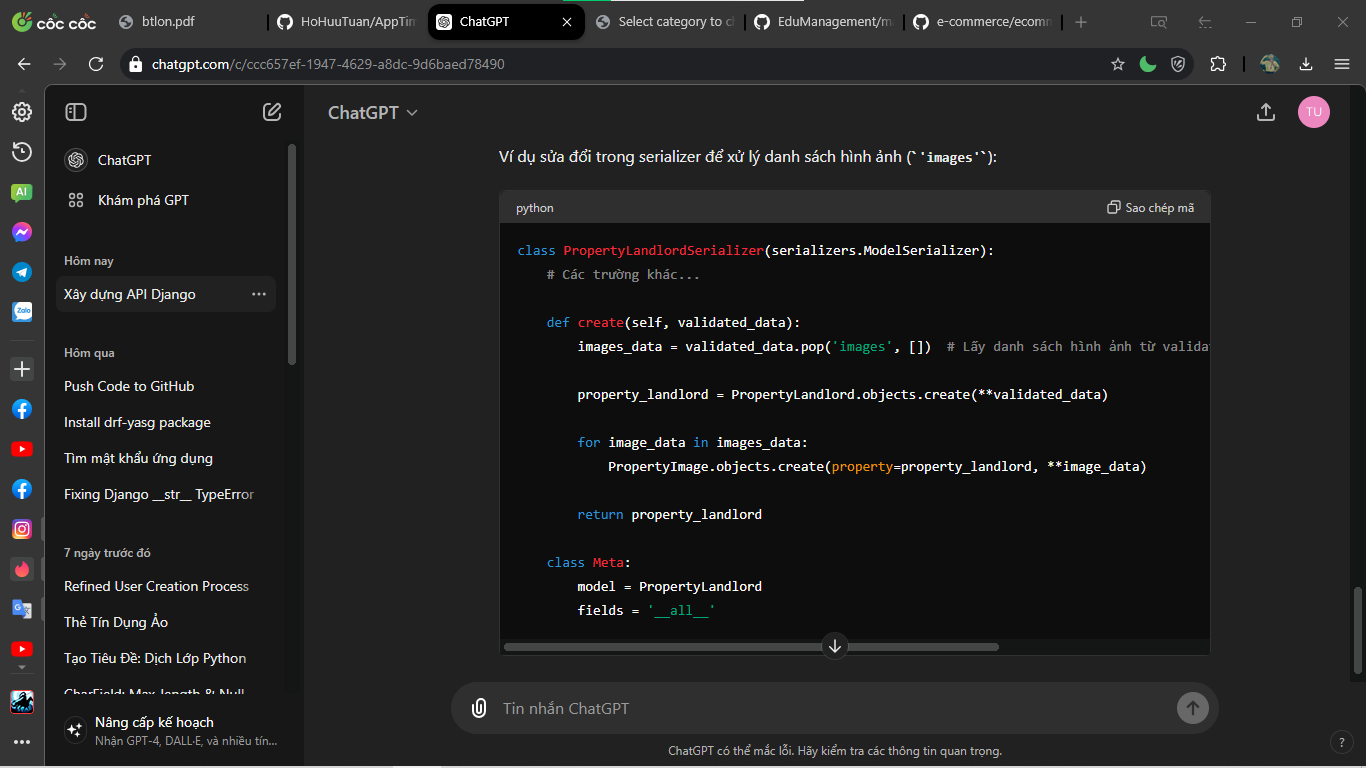 cốc cốc
btlon.pdf
HoHuuTuan/AppTim
ChatGPT
Select category to ch
EduManagement/ma
e-commerce/ecomm
chatgpt.com/c/ccc657ef-1947-4629-a8dc-9d6baed78490
ChatGPT
TU
AI
Zalo
ChatGPT
Khám phá GPT
Hôm nay
Xây dựng API Django
Hôm qua
Push Code to GitHub
Install drf-yasg package
Tìm mật khẩu ứng dụng
Fixing Django __str__ TypeError
7 ngày trước đó
Refined User Creation Process
Thẻ Tín Dụng Ảo
Tạo Tiêu Đề: Dịch Lớp Python
CharField: Max_length & Null
Nâng cấp kế hoạch
Nhận GPT-4, DALL·E, và nhiều tín...
Ví dụ sửa đổi trong serializer để xử lý danh sách hình ảnh (`'images'`):
python
Sao chép mã
class PropertyLandlordSerializer(serializers.ModelSerializer):
# Các trường khác...
def create(self, validated_data):
images_data = validated_data.pop('images', []) # Lấy danh sách hình ảnh từ valida
property_landlord = PropertyLandlord.objects.create(**validated_data)
for image_data in images_data:
PropertyImage.objects.create(property=property_landlord, **image_data)
return property_landlord
class Meta:
model = PropertyLandlord
fields = '__all__'
Tin nhắn ChatGPT
ChatGPT có thể mắc lỗi. Hãy kiểm tra các thông tin quan trọng.
?